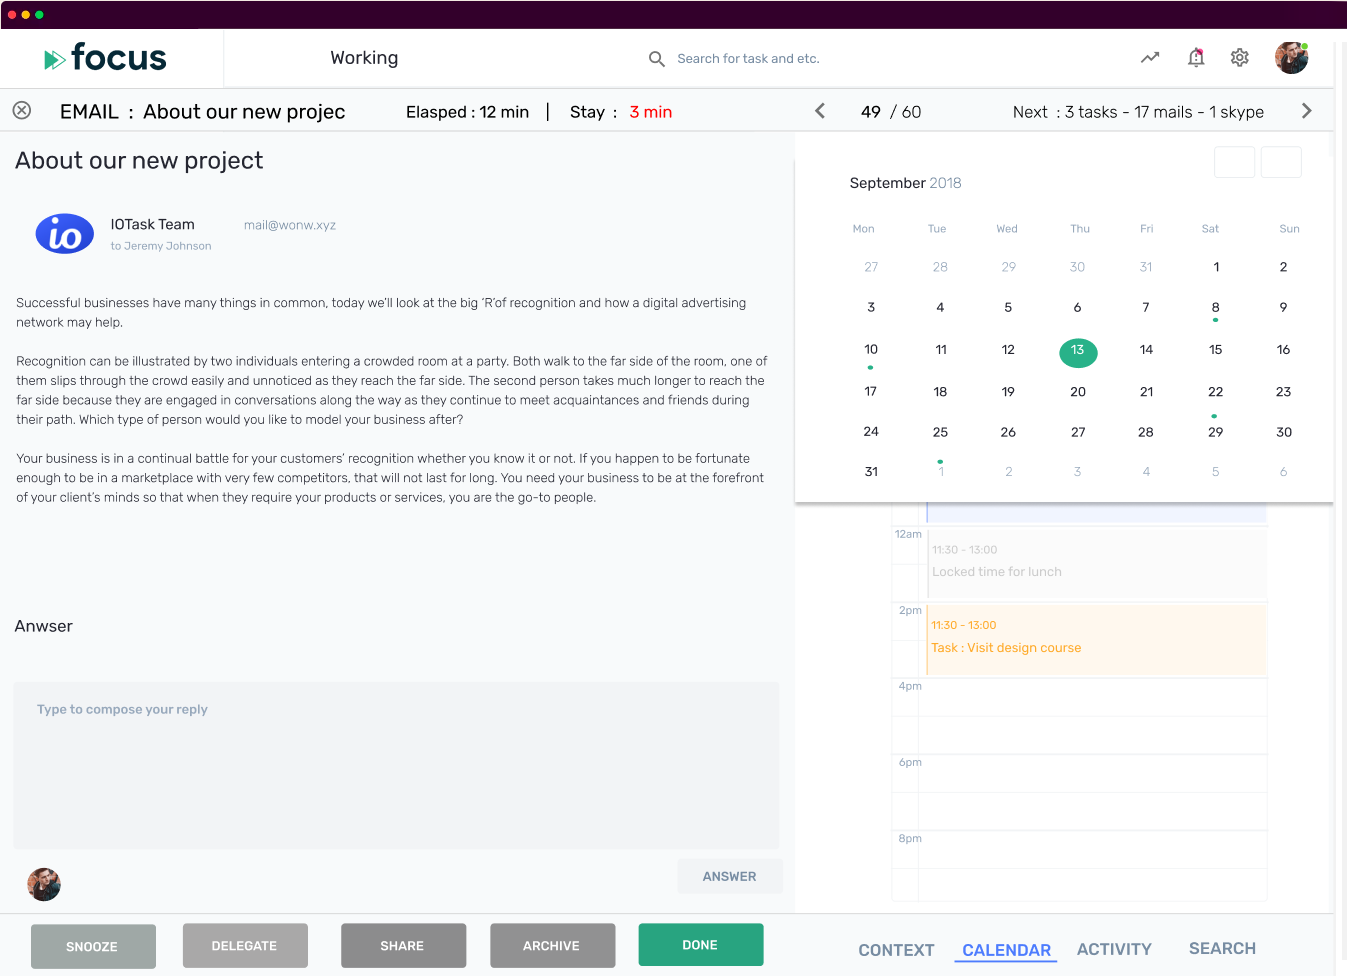 focus
Working
Search for task and etc.
EMAIL : About our new projec
Elasped : 12 min | Stay : 3 min
49 / 60
Next : 3 tasks - 17 mails - 1 skype
About our new project
io
IOTask Team
mail@wonw.xyz
to Jeremy Johnson
Successful businesses have many things in common, today we’ll look at the big ‘R’of recognition and how a digital advertising
network may help.
Recognition can be illustrated by two individuals entering a crowded room at a party. Both walk to the far side of the room, one of
them slips through the crowd easily and unnoticed as they reach the far side. The second person takes much longer to reach the
far side because they are engaged in conversations along the way as they continue to meet acquaintances and friends during
their path. Which type of person would you like to model your business after?
Your business is in a continual battle for your customers’ recognition whether you know it or not. If you happen to be fortunate
enough to be in a marketplace with very few competitors, that will not last for long. You need your business to be at the forefront
of your client’s minds so that when they require your products or services, you are the go-to people.
Anwser
Type to compose your reply
ANSWER
SNOOZE
DELEGATE
SHARE
ARCHIVE
DONE
September 2018
Mon Tue Wed Thu Fri Sat Sun
27 28 29 30 31 1 2
3 4 5 6 7 8 9
10 11 12 13 14 15 16
17 18 19 20 21 22 23
24 25 26 27 28 29 30
31 1 2 3 4 5 6
12am
11:30 - 13:00
Locked time for lunch
2pm
11:30 - 13:00
Task : Visit design course
4pm
6pm
8pm
CONTEXT
CALENDAR
ACTIVITY
SEARCH